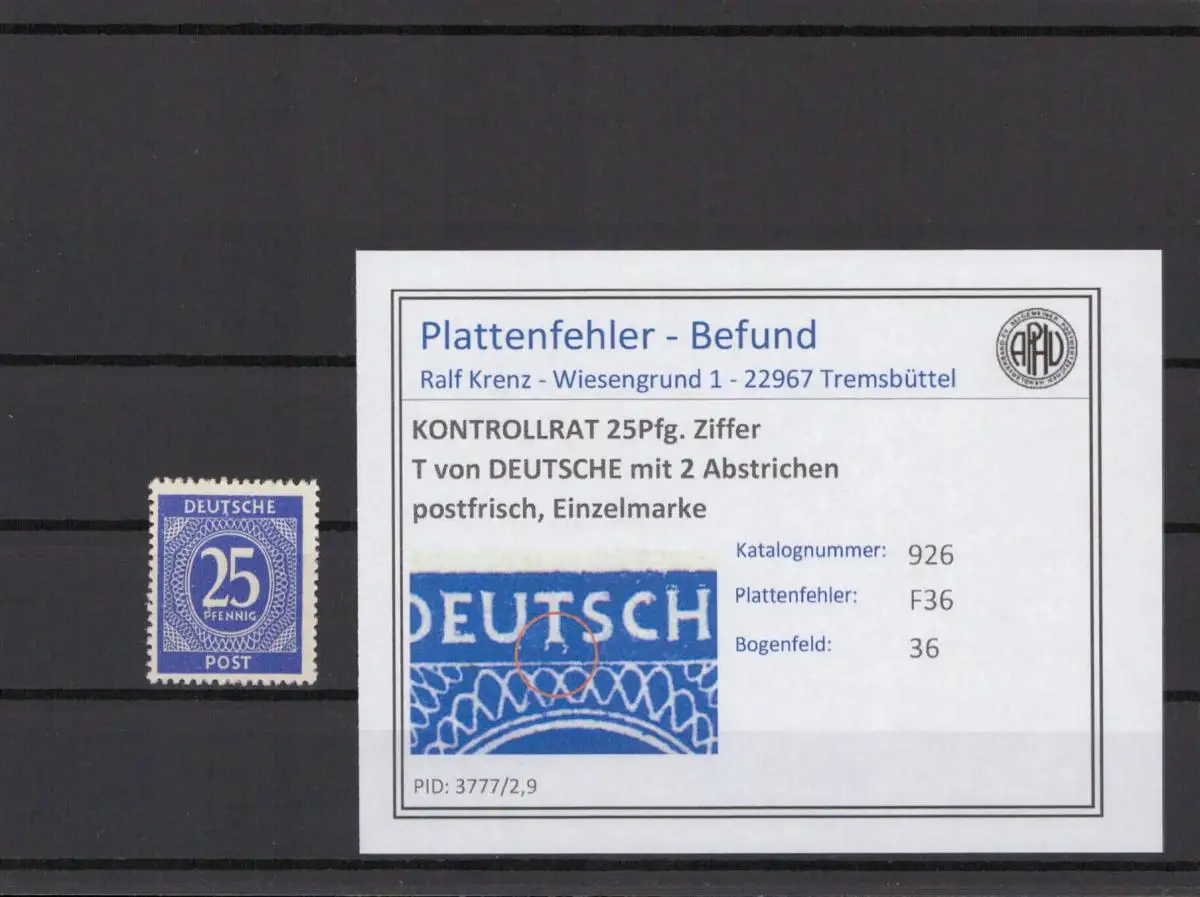 DEUTSCHE
25
PFENNIG
POST
Plattenfehler - Befund
Ralf Krenz - Wiesengrund 1 - 22967 Tremsbüttel
APHV
KONTROLLRAT 25Pfg. Ziffer
T von DEUTSCHE mit 2 Abstrichen
postfrisch, Einzelmarke
DEUTSCH
Katalognummer: 926
Plattenfehler: F36
Bogenfeld: 36
PID: 3777/2,9